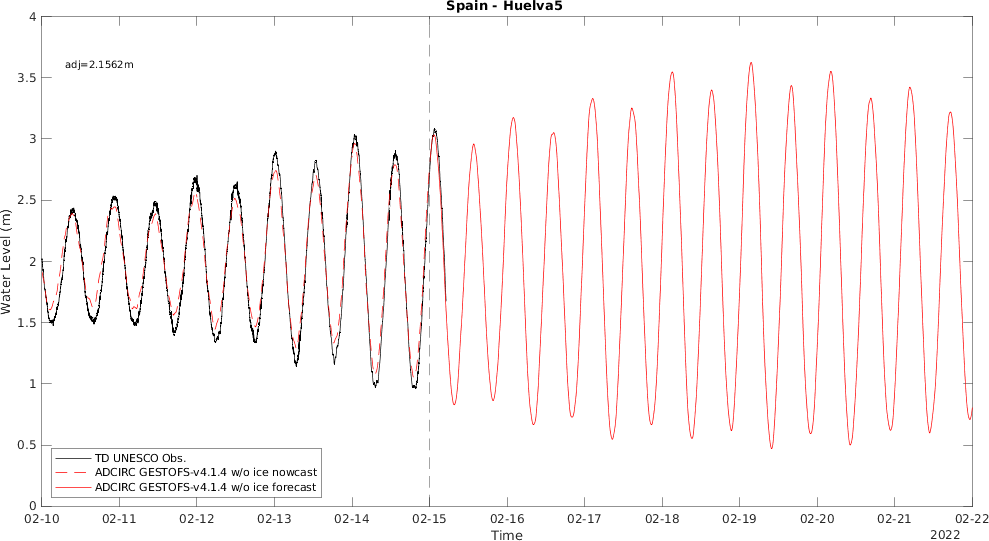 Spain - Huelva5
4
3.5
3
2.5
2
1.5
1
0.5
0
Water Level (m)
adj=2.1562m
TD UNESCO Obs.
ADCIRC GESTOFS-v4.1.4 w/o ice nowcast
ADCIRC GESTOFS-v4.1.4 w/o ice forecast
02-10 02-11 02-12 02-13 02-14 02-15 02-16 02-17 02-18 02-19 02-20 02-21 02-22
Time
2022